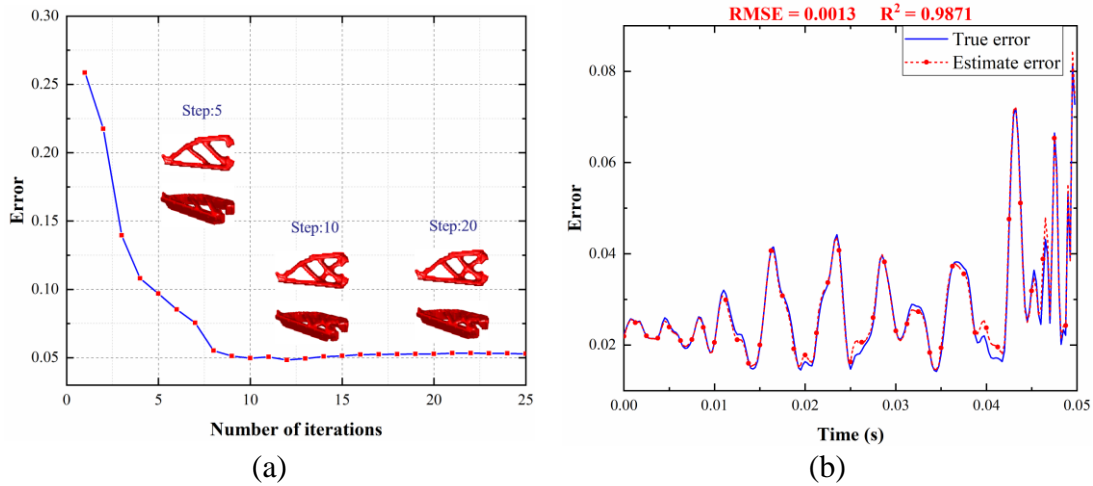 0.30
0.25
0.20
0.15
0.10
0.05
Error
Step:5
Step:10
Step:20
0 5 10 15 20 25
Number of iterations
(a)
RMSE = 0.0013 R² = 0.9871
True error
Estimate error
0.08
0.06
0.04
0.02
Error
0.00 0.01 0.02 0.03 0.04 0.05
Time (s)
(b)